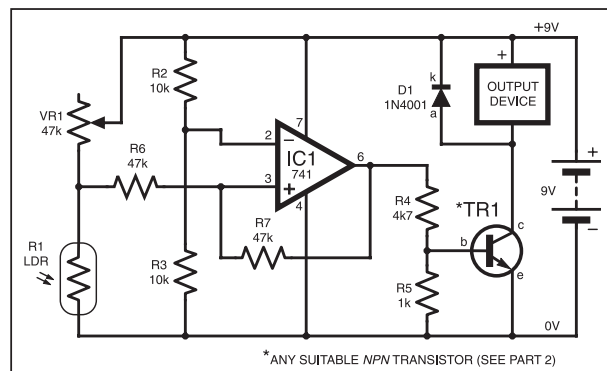 +9V
R2
10k
D1
1N4001
k
a
+
OUTPUT
DEVICE
VR1
47k
7
2
−
IC1
741
6
3
+
4
R6
47k
+
9V
−
R4
4k7
*TR1
R7
47k
b
c
e
R1
LDR
R3
10k
R5
1k
0V
*ANY SUITABLE NPN TRANSISTOR (SEE PART 2)